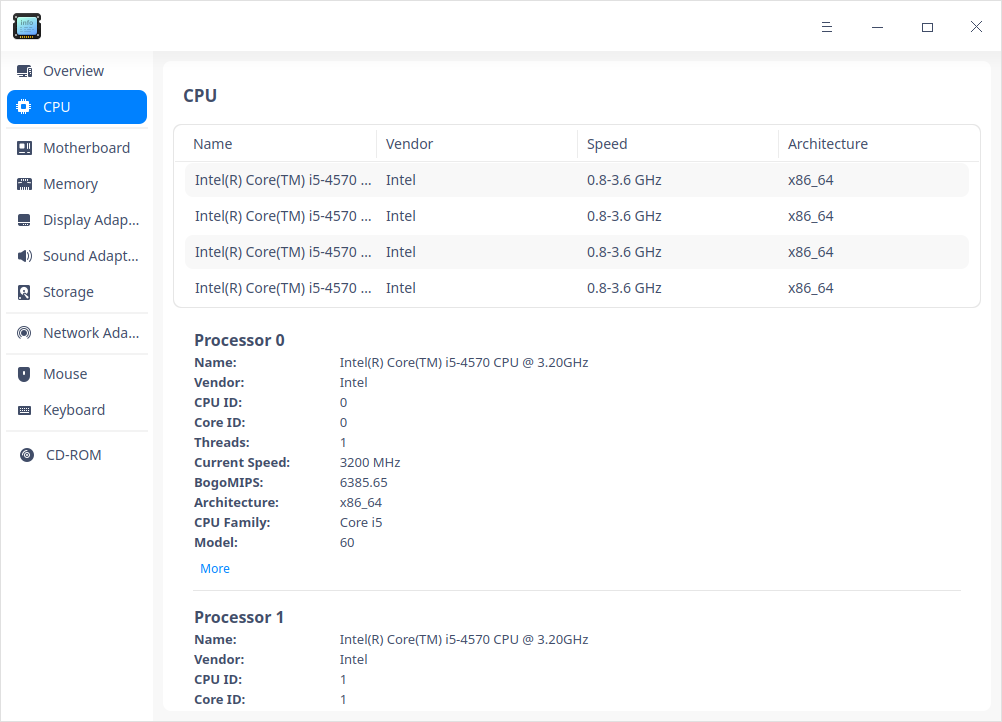 info
Overview
CPU
Motherboard
Memory
Display Adap...
Sound Adapt...
Storage
Network Ada...
Mouse
Keyboard
CD-ROM
CPU
Name Vendor Speed Architecture
Intel(R) Core(TM) i5-4570 ... Intel 0.8-3.6 GHz x86_64
Intel(R) Core(TM) i5-4570 ... Intel 0.8-3.6 GHz x86_64
Intel(R) Core(TM) i5-4570 ... Intel 0.8-3.6 GHz x86_64
Intel(R) Core(TM) i5-4570 ... Intel 0.8-3.6 GHz x86_64
Processor 0
Name: Intel(R) Core(TM) i5-4570 CPU @ 3.20GHz
Vendor: Intel
CPU ID: 0
Core ID: 0
Threads: 1
Current Speed: 3200 MHz
BogoMIPS: 6385.65
Architecture: x86_64
CPU Family: Core i5
Model: 60
More
Processor 1
Name: Intel(R) Core(TM) i5-4570 CPU @ 3.20GHz
Vendor: Intel
CPU ID: 1
Core ID: 1